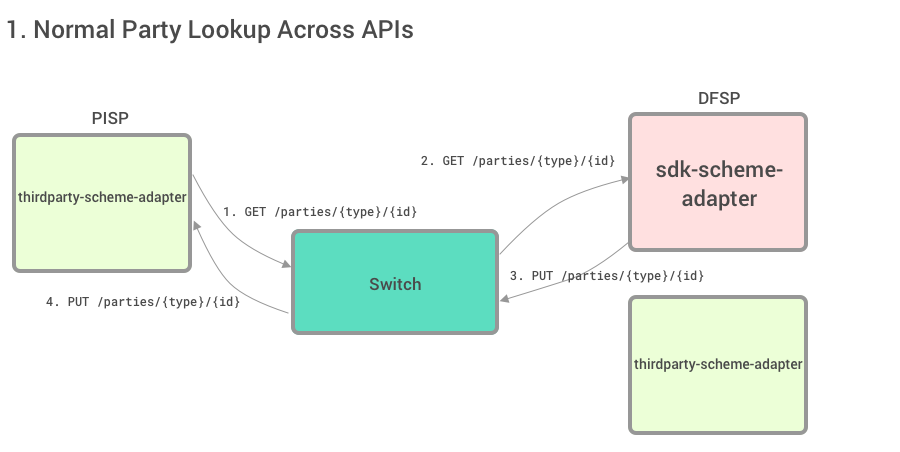 1. Normal Party Lookup Across APIs
DFSP
PISP
2. GET /parties/{type}/{id}
sdk-scheme-
adapter
thirdparty-scheme-adapter
1. GET /parties/{type}/{id}
Switch
3. PUT /parties/{type}/{id}
4. PUT /parties/{type}/{id}
thirdparty-scheme-adapter